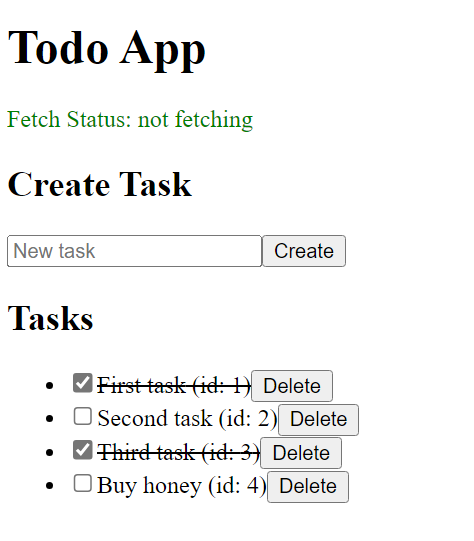 Todo App
Fetch Status: not fetching
Create Task
New task Create
Tasks
First task (id: 1) Delete
Second task (id: 2) Delete
Third task (id: 3) Delete
Buy honey (id: 4) Delete